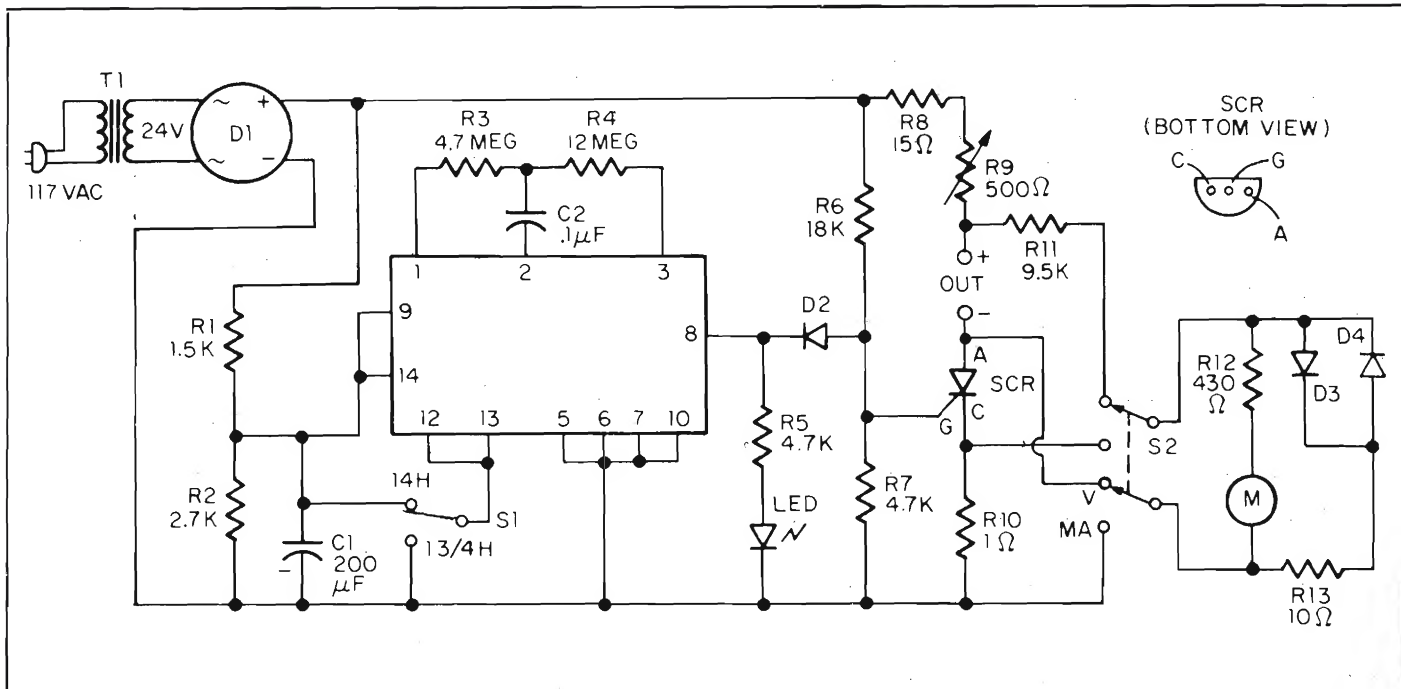 T1
24V
~ +
D1
~ -
117 VAC
R3
4.7 MEG
R4
12 MEG
C2
.1µF
1
2
3
9
14
8
12
13
5
6
7
10
R1
1.5K
R2
2.7K
C1
200
µF
-
14H
S1
13/4H
D2
R5
4.7K
LED
R6
18K
R7
4.7K
R8
15Ω
R9
500Ω
+
OUT
-
R11
9.5K
A
SCR
C
G
R10
1Ω
V
MA
S2
SCR
(BOTTOM VIEW)
C
G
A
R12
430
Ω
D3
D4
M
R13
10Ω